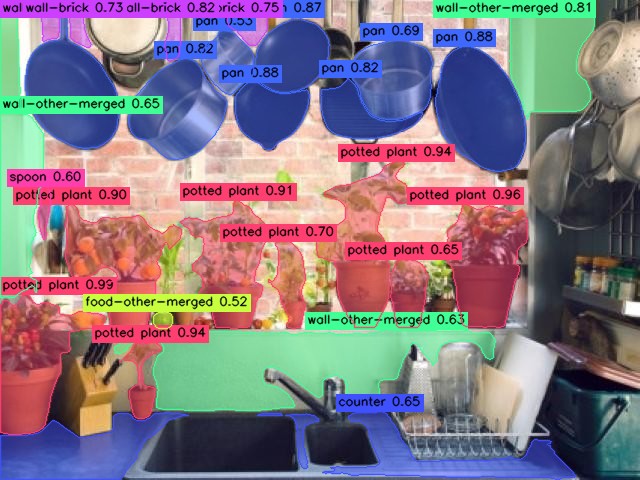 wal wall-brick 0.73 all-brick 0.82 orick 0.75 n 0.87
wall-other-merged 0.81
pan 0.53
pan 0.69
pan 0.82
pan 0.88
pan 0.88
pan 0.82
wall-other-merged 0.65
potted plant 0.94
spoon 0.60
potted plant 0.90
potted plant 0.91
potted plant 0.96
potted plant 0.70
potted plant 0.65
potted plant 0.99
food-other-merged 0.52
wall-other-merged 0.63
potted plant 0.94
counter 0.65